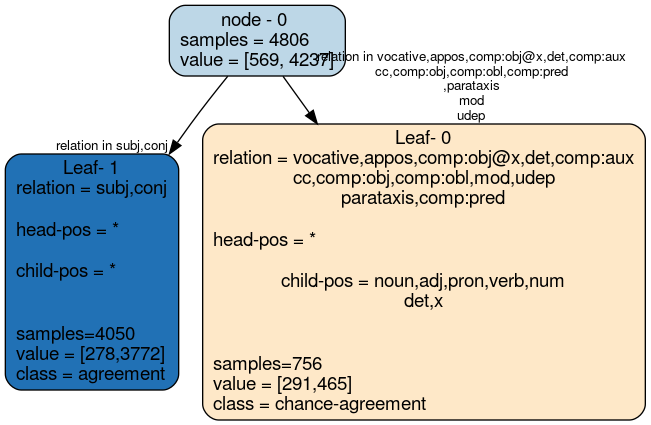 node - 0
samples = 4806
value = [569, 4237]
relation in vocative,appos,comp:obj@x,det,comp:aux
cc,comp:obj,comp:obl,comp:pred
,parataxis
mod
udep
relation in subj,conj
Leaf- 1
relation = subj,conj
head-pos = *
child-pos = *
samples=4050
value = [278,3772]
class = agreement
Leaf- 0
relation = vocative,appos,comp:obj@x,det,comp:aux
cc,comp:obj,comp:obl,mod,udep
parataxis,comp:pred
head-pos = *
child-pos = noun,adj,pron,verb,num
det,x
samples=756
value = [291,465]
class = chance-agreement